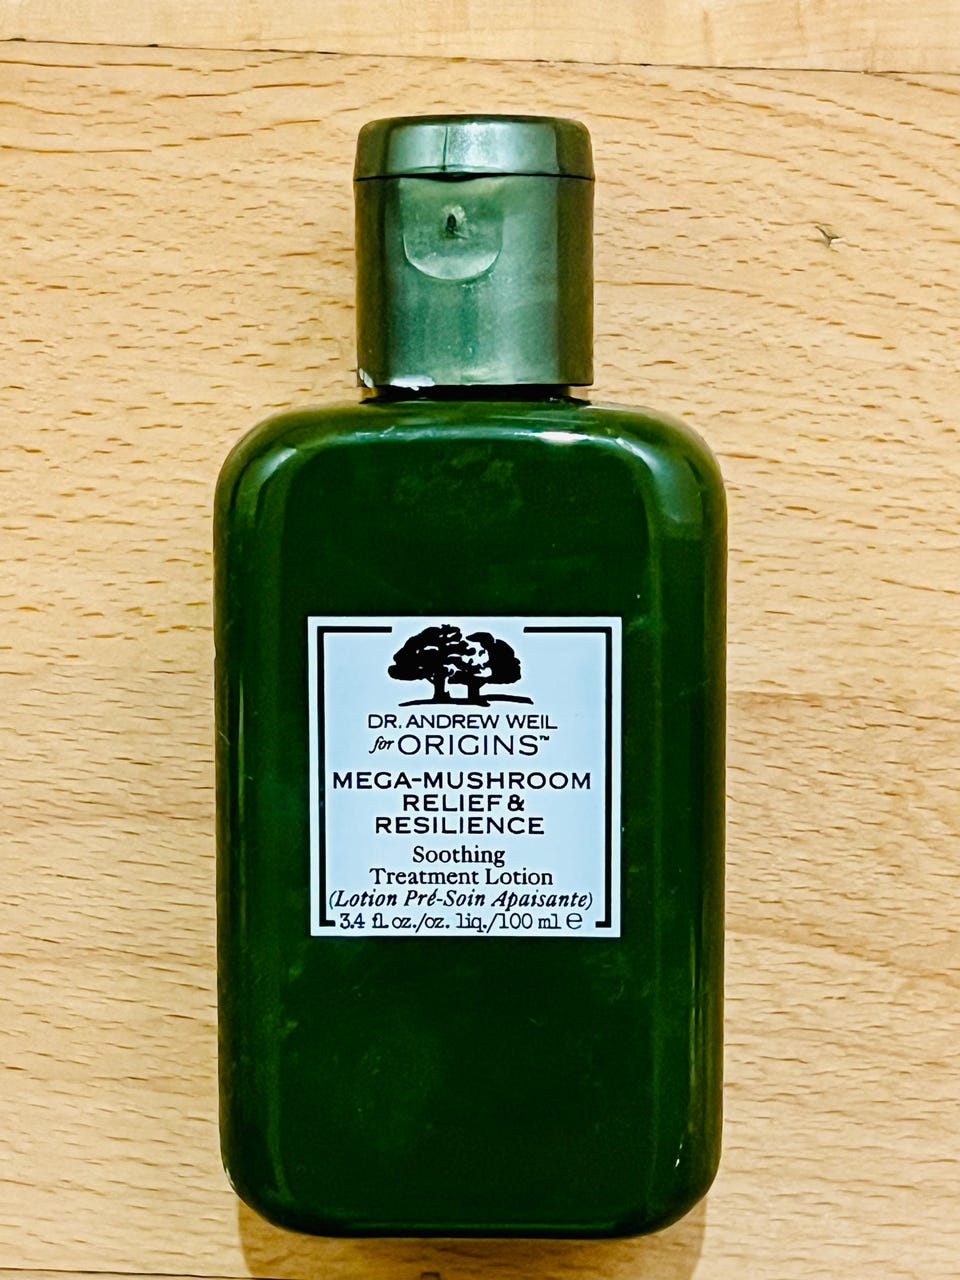 DR. ANDREW WEIL
for ORIGINS™
MEGA-MUSHROOM
RELIEF &
RESILIENCE
Soothing
Treatment Lotion
(Lotion Pré-Soin Apaisante)
3.4 fl. oz./oz. liq./100 ml ℮